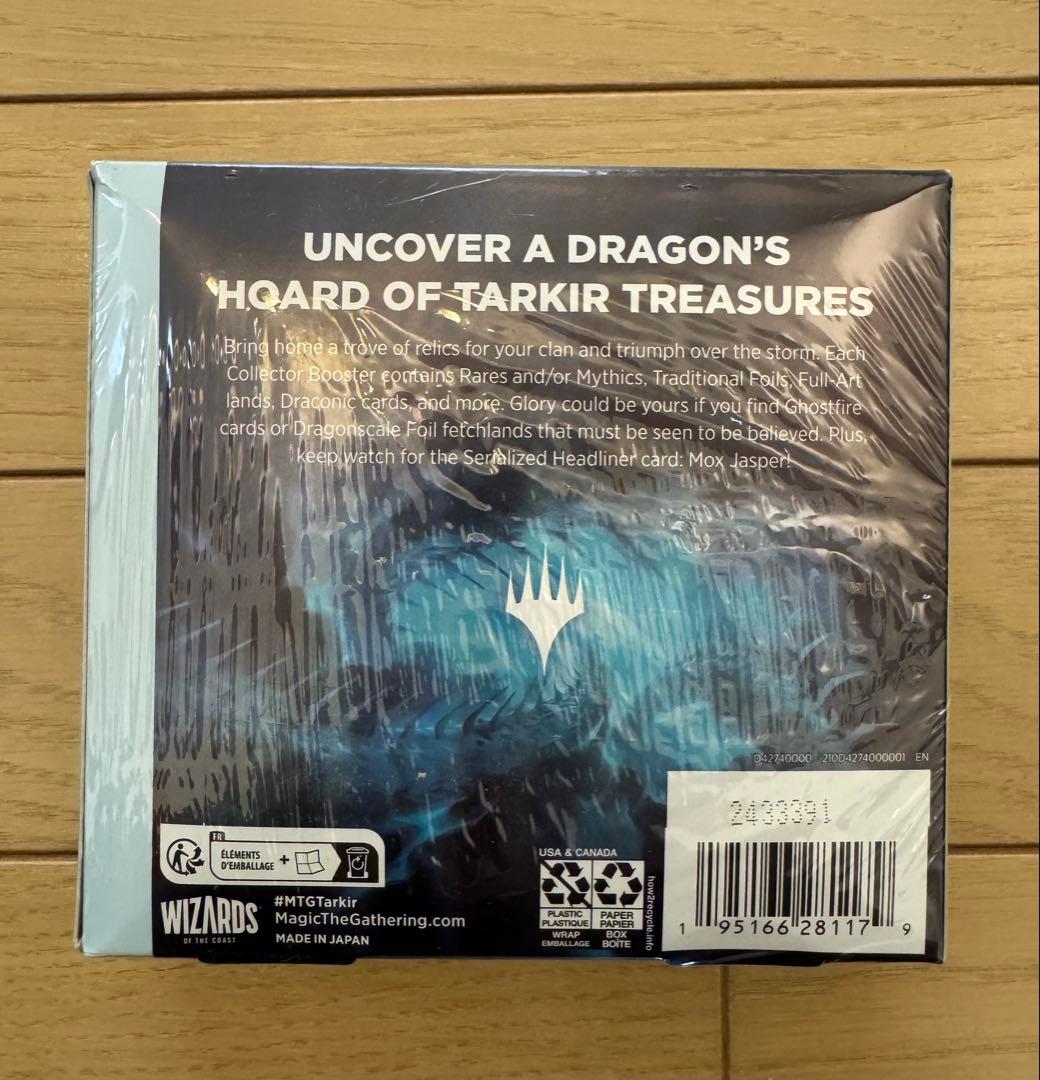 UNCOVER A DRAGON'S
HOARD OF TARKIR TREASURES
Bring home a trove of relics for your clan and triumph over the storm. Each
Collector Booster contains Rares and/or Mythics, Traditional Foils, Full-Art
lands, Draconic cards, and more. Glory could be yours if you find Ghostfire
cards or Dragonscale Foil fetchlands that must be seen to be believed. Plus,
keep watch for the Serialized Headliner card: Mox Jasper!
D42740000 210D4274000001 EN
2433391
1 95166 28117 9
FR
ÉLÉMENTS
D'EMBALLAGE +
WIZARDS
OF THE COAST
#MTGTarkir
MagicTheGathering.com
MADE IN JAPAN
USA & CANADA
PLASTIC
PLASTIQUE
WRAP
EMBALLAGE
PAPER
PAPIER
BOX
BOÎTE
how2recycle.info